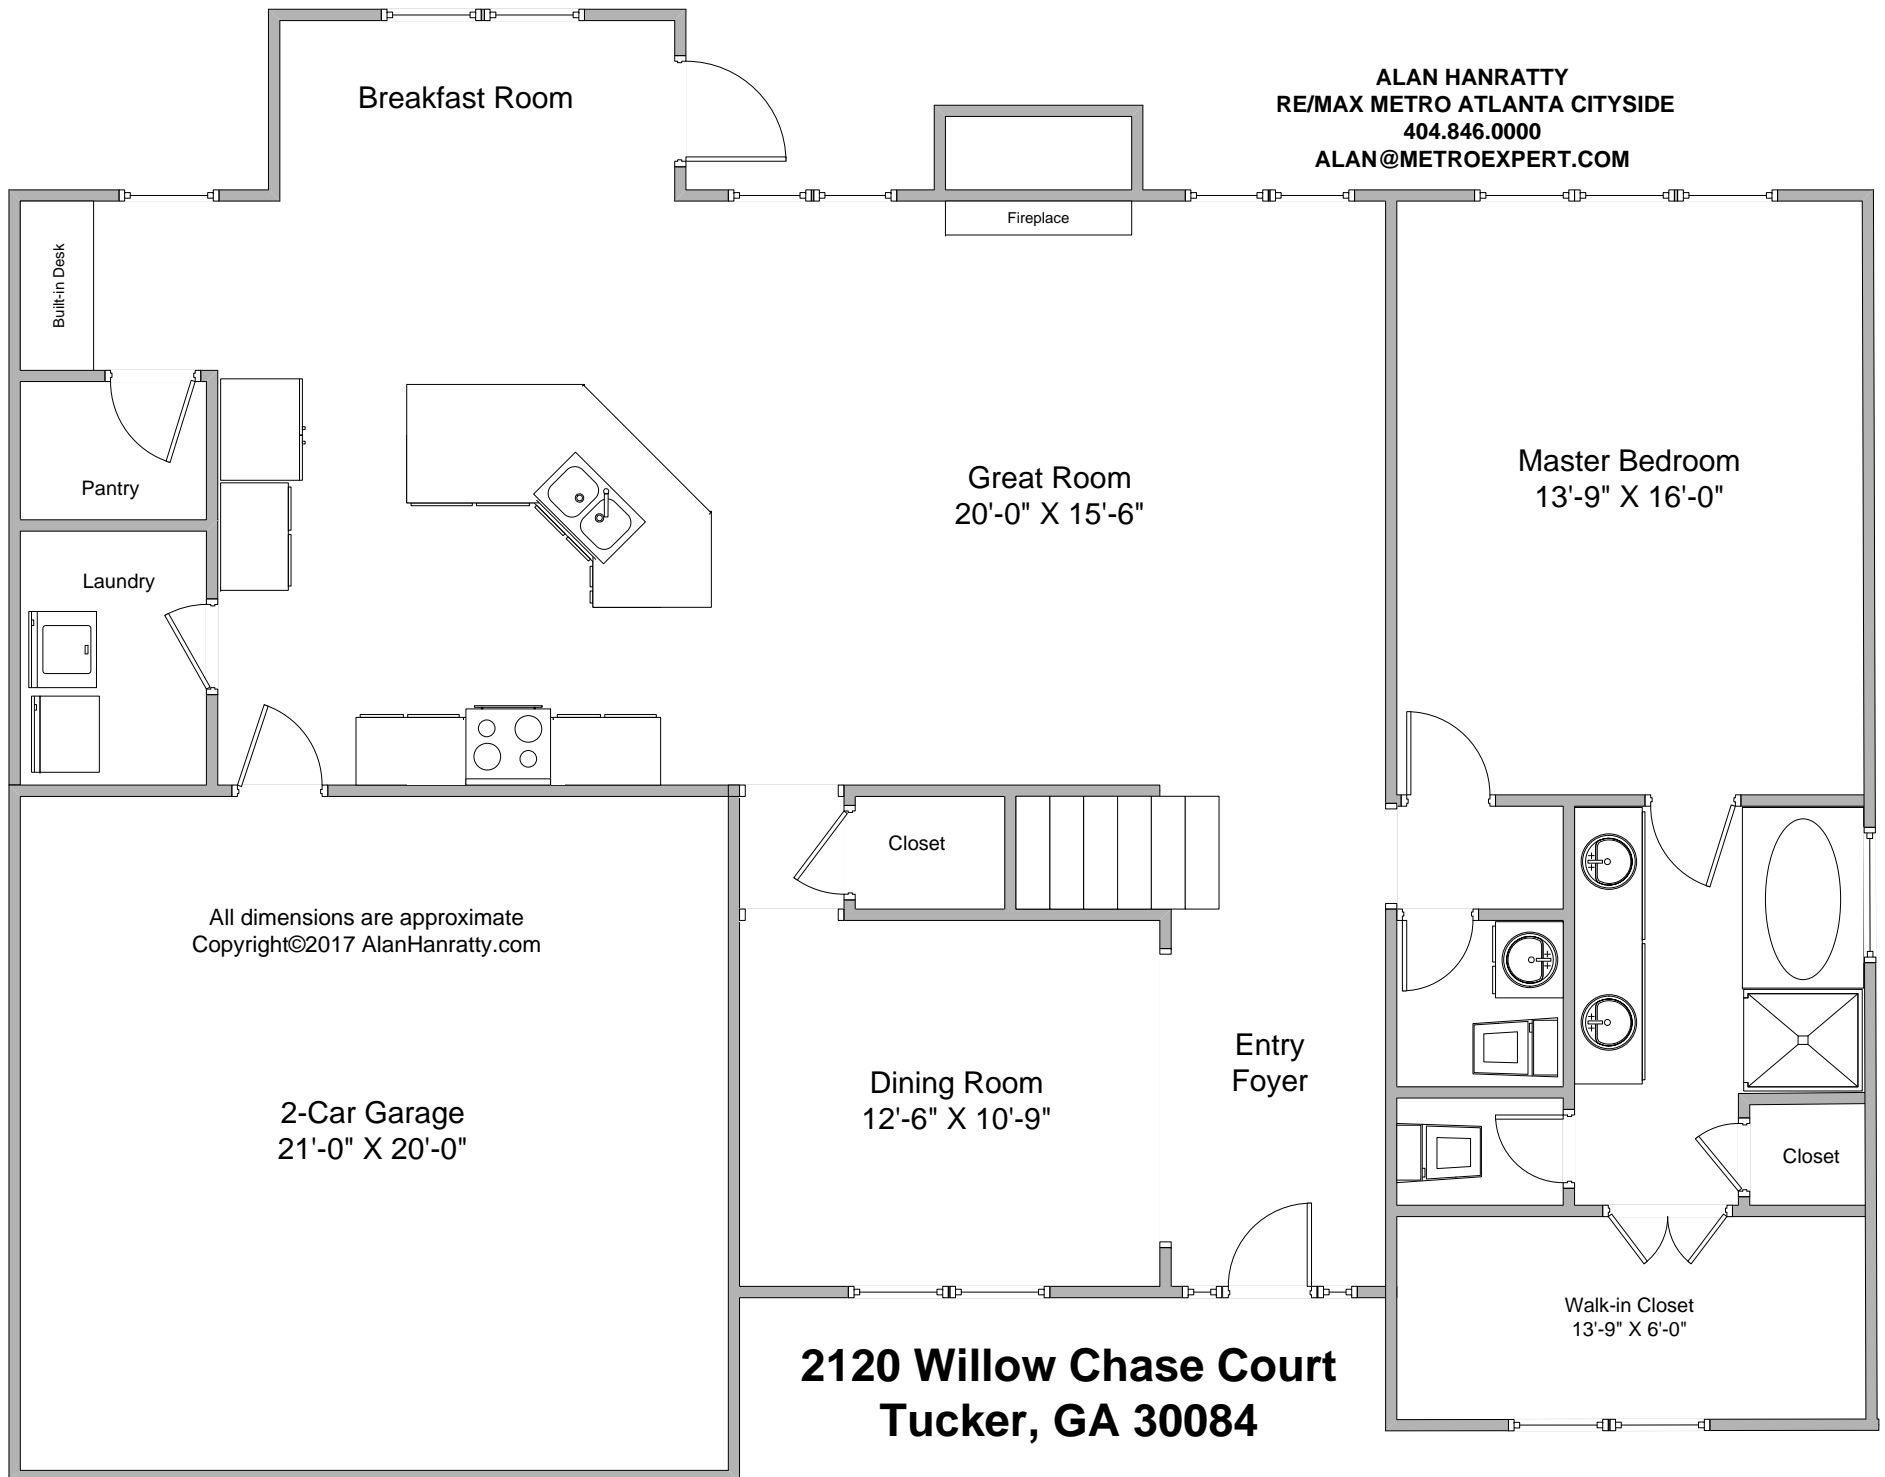 ALAN HANRATTY
RE/MAX METRO ATLANTA CITYSIDE
404.846.0000
ALAN@METROEXPERT.COM
Breakfast Room
Fireplace
Built-in Desk
Great Room
20'-0" X 15'-6"
Master Bedroom
13'-9" X 16'-0"
Pantry
Laundry
Closet
All dimensions are approximate
Copyright©2017 AlanHanratty.com
Entry
Foyer
Dining Room
12'-6" X 10'-9"
2-Car Garage
21'-0" X 20'-0"
Closet
Walk-in Closet
13'-9" X 6'-0"
2120 Willow Chase Court
Tucker, GA 30084